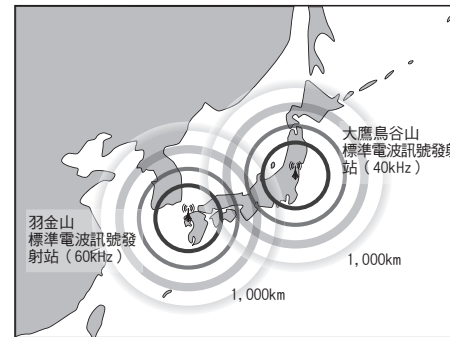 大鷹鳥谷山
標準電波訊號發射
站（40kHz）
羽金山
標準電波訊號發
射站（60kHz）
1,000km
1,000km